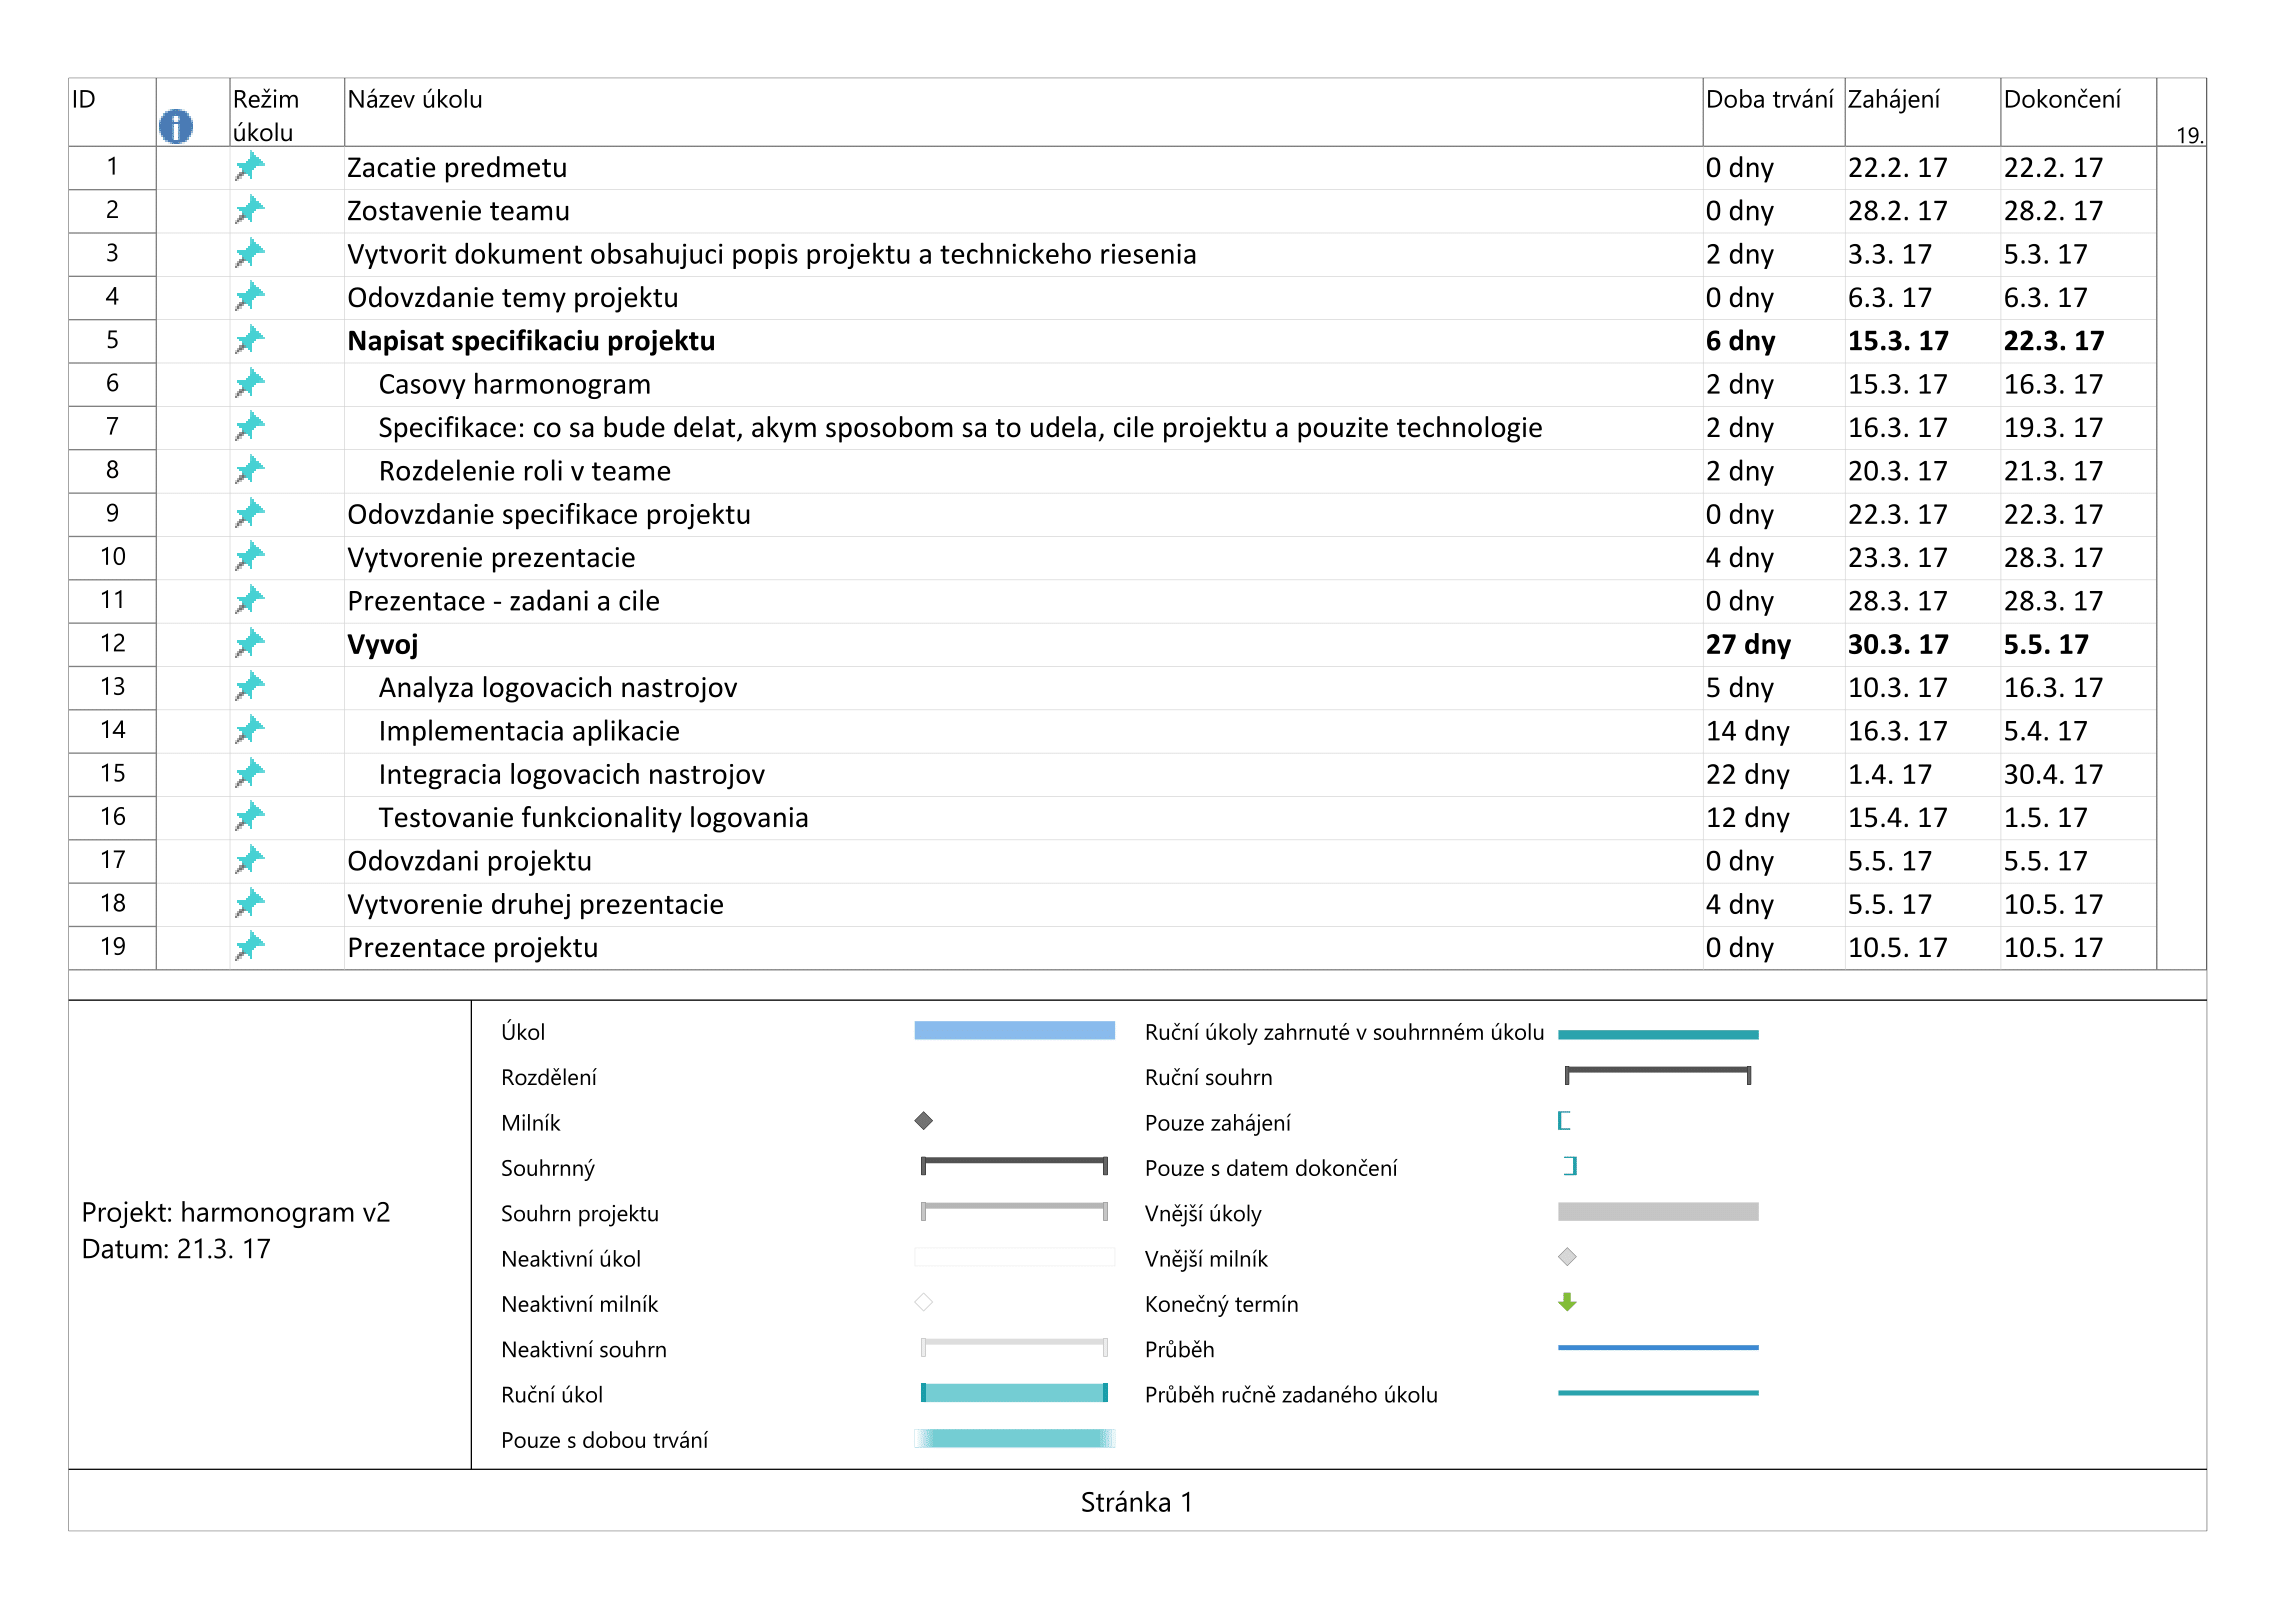 ID Režim úkolu Název úkolu Doba trvání Zahájení Dokončení 19.
1 Zacatie predmetu 0 dny 22.2. 17 22.2. 17
2 Zostavenie teamu 0 dny 28.2. 17 28.2. 17
3 Vytvorit dokument obsahujuci popis projektu a technickeho riesenia 2 dny 3.3. 17 5.3. 17
4 Odovzdanie temy projektu 0 dny 6.3. 17 6.3. 17
5 Napisat specifikaciu projektu 6 dny 15.3. 17 22.3. 17
6 Casovy harmonogram 2 dny 15.3. 17 16.3. 17
7 Specifikace: co sa bude delat, akym sposobom sa to udela, cile projektu a pouzite technologie 2 dny 16.3. 17 19.3. 17
8 Rozdelenie roli v teame 2 dny 20.3. 17 21.3. 17
9 Odovzdanie specifikace projektu 0 dny 22.3. 17 22.3. 17
10 Vytvorenie prezentacie 4 dny 23.3. 17 28.3. 17
11 Prezentace - zadani a cile 0 dny 28.3. 17 28.3. 17
12 Vyvoj 27 dny 30.3. 17 5.5. 17
13 Analyza logovacich nastrojov 5 dny 10.3. 17 16.3. 17
14 Implementacia aplikacie 14 dny 16.3. 17 5.4. 17
15 Integracia logovacich nastrojov 22 dny 1.4. 17 30.4. 17
16 Testovanie funkcionality logovania 12 dny 15.4. 17 1.5. 17
17 Odovzdani projektu 0 dny 5.5. 17 5.5. 17
18 Vytvorenie druhej prezentacie 4 dny 5.5. 17 10.5. 17
19 Prezentace projektu 0 dny 10.5. 17 10.5. 17
Projekt: harmonogram v2
Datum: 21.3. 17
Úkol
Rozdělení
Milník
Souhrnný
Souhrn projektu
Neaktivní úkol
Neaktivní milník
Neaktivní souhrn
Ruční úkol
Pouze s dobou trvání
Ruční úkoly zahrnuté v souhrnném úkolu
Ruční souhrn
Pouze zahájení
Pouze s datem dokončení
Vnější úkoly
Vnější milník
Konečný termín
Průběh
Průběh ručně zadaného úkolu
Stránka 1